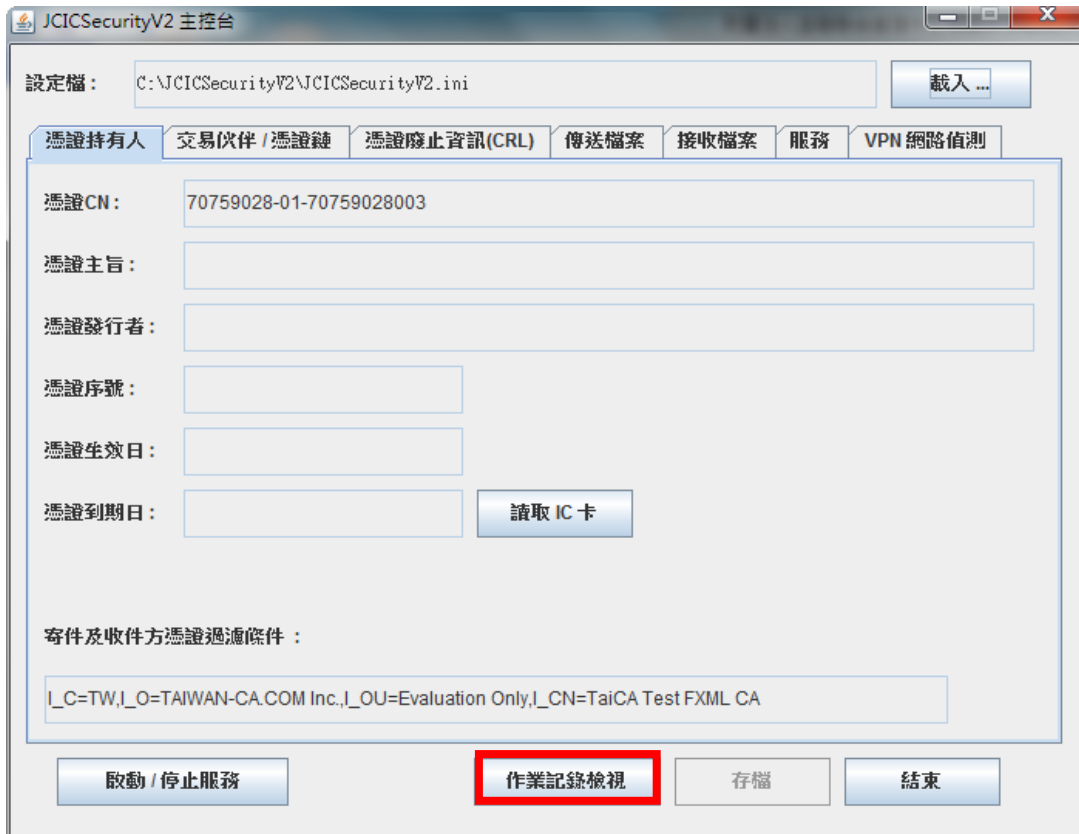 JCICSecurityV2 主控台
設定檔： C:\JCICSecurityV2\JCICSecurityV2.ini 載入 ...
憑證持有人 交易伙伴 / 憑證鏈 憑證廢止資訊(CRL) 傳送檔案 接收檔案 服務 VPN 網路偵測
憑證CN： 70759028-01-70759028003
憑證主旨：
憑證發行者：
憑證序號：
憑證生效日：
憑證到期日： 讀取 IC 卡
寄件及收件方憑證過濾條件 ：
I_C=TW,I_O=TAIWAN-CA.COM Inc.,I_OU=Evaluation Only,I_CN=TaiCA Test FXML CA
啟動 / 停止服務 作業記錄檢視 存檔 結束